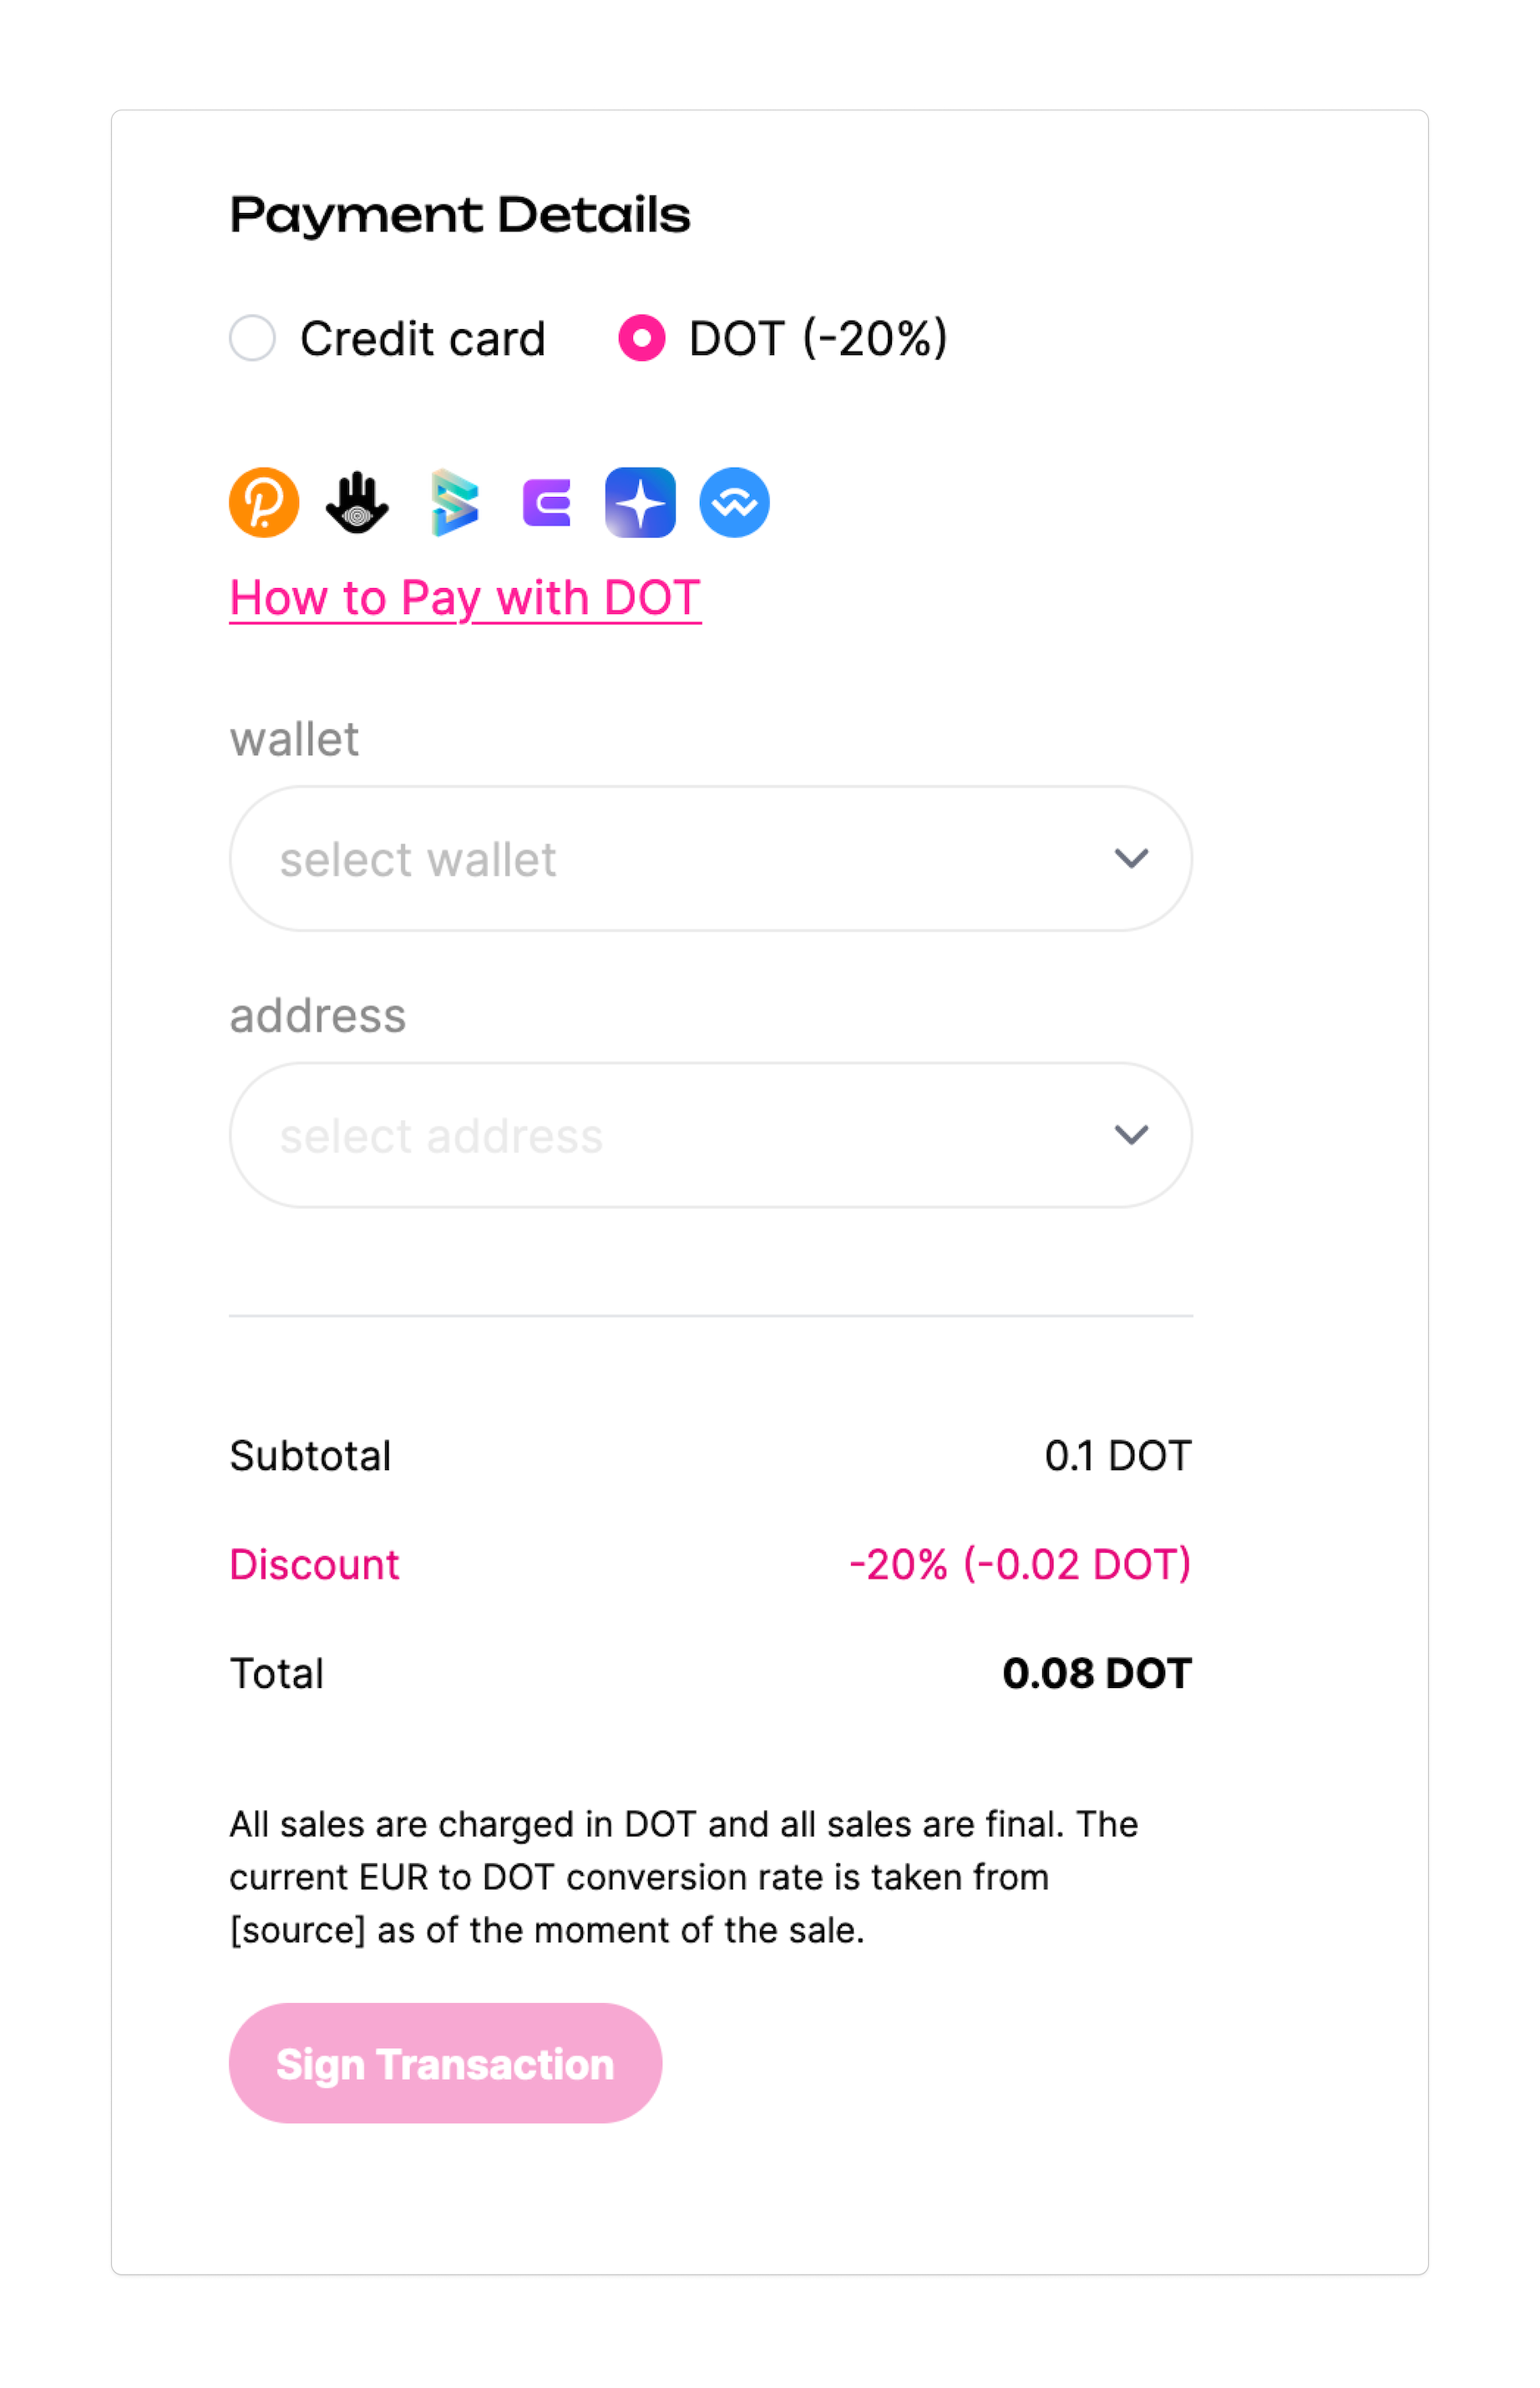 Payment Details
Credit card
DOT (-20%)
How to Pay with DOT
wallet
select wallet
address
select address
Subtotal 0.1 DOT
Discount -20% (-0.02 DOT)
Total 0.08 DOT
All sales are charged in DOT and all sales are final. The
current EUR to DOT conversion rate is taken from
[source] as of the moment of the sale.
Sign Transaction